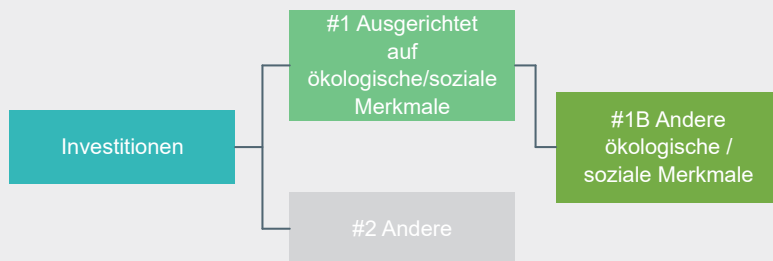 #1 Ausgerichtet
auf
ökologische/soziale
Merkmale
Investitionen
#1B Andere
ökologische /
soziale Merkmale
#2 Andere